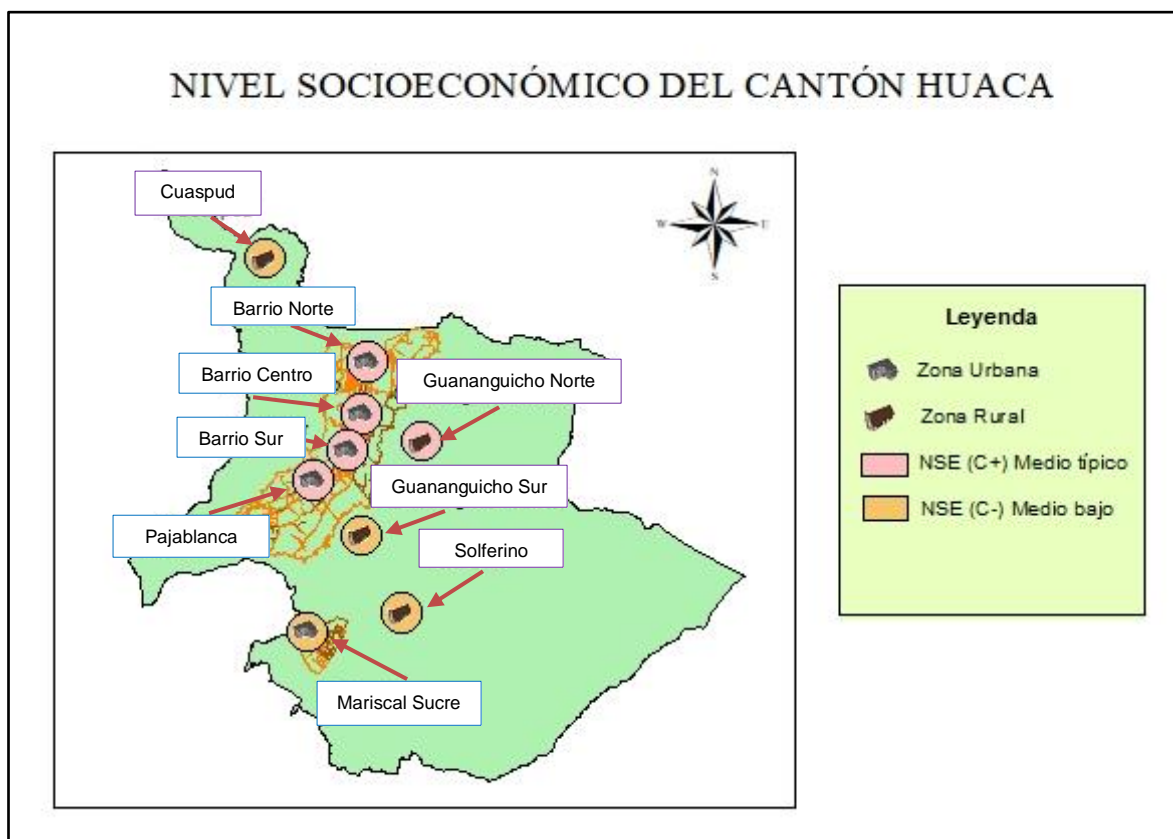 NIVEL SOCIOECONÓMICO DEL CANTÓN HUACA
Cuaspud
Barrio Norte
Barrio Centro
Guananguicho Norte
Barrio Sur
Guananguicho Sur
Pajablanca
Solferino
Mariscal Sucre
N
W
E
S
Leyenda
Zona Urbana
Zona Rural
NSE (C+) Medio típico
NSE (C-) Medio bajo